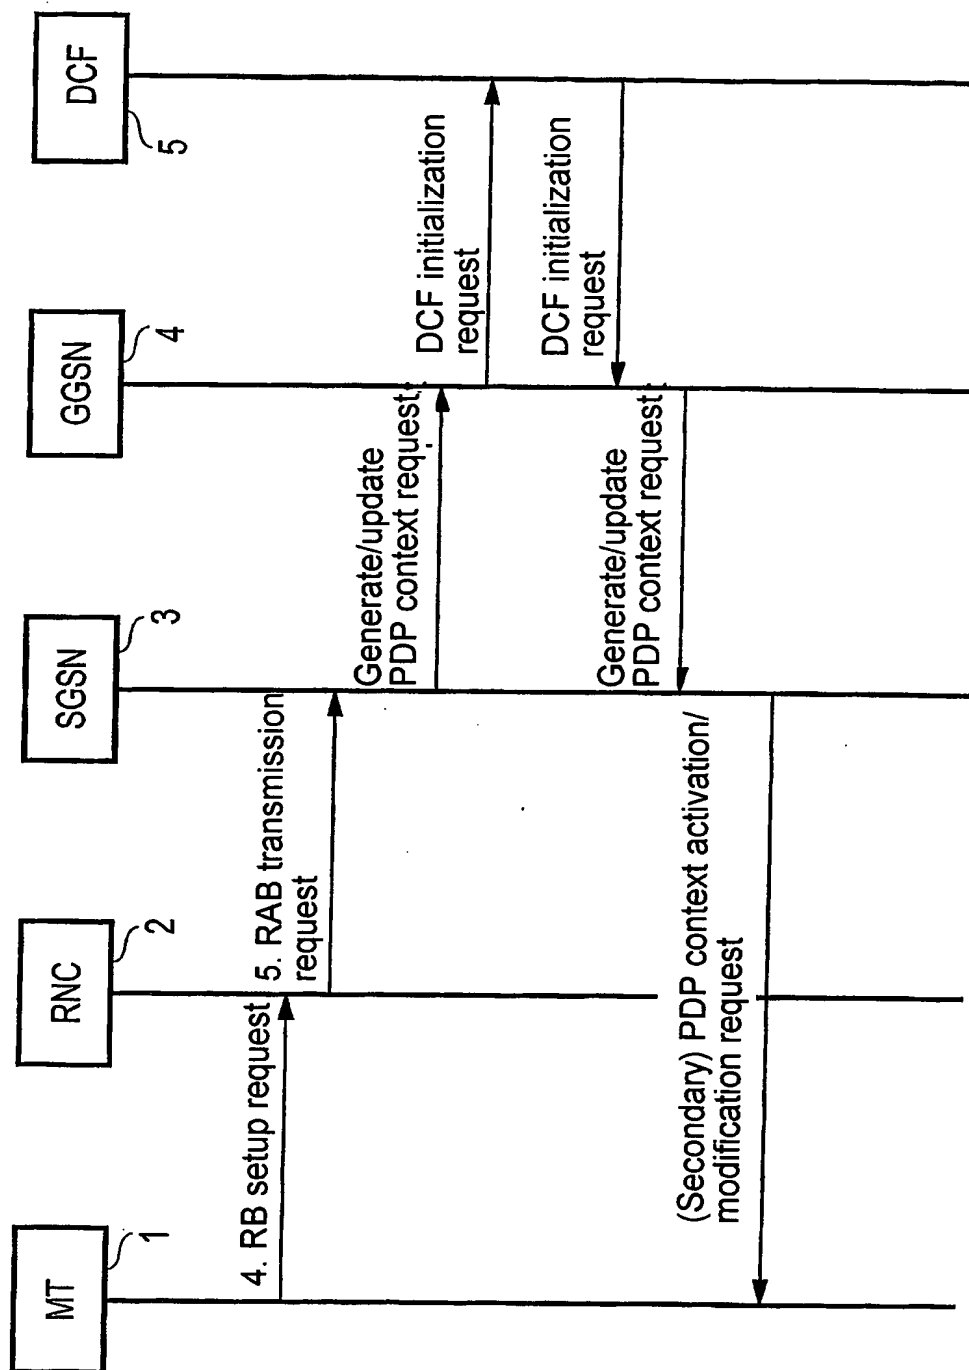 MT
1
RNC
2
SGSN
3
GGSN
4
DCF
5
4. RB setup request
5. RAB transmission
request
Generate/update
PDP context request
DCF initialization
request
DCF initialization
request
Generate/update
PDP context request
(Secondary) PDP context activation/
modification request